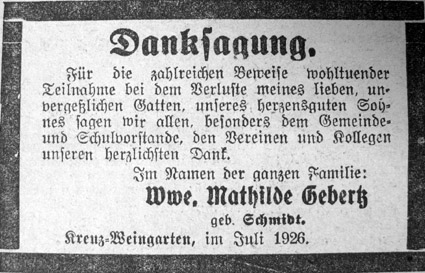 Danksagung.
Für die zahlreichen Beweise wohltuender
Teilnahme bei dem Verluste meines lieben, un-
vergeßlichen Gatten, unseres herzensguten Soh-
nes sagen wir allen, besonders dem Gemeinde-
und Schulvorstande, den Vereinen und Kollegen
unseren herzlichsten Dank.
Im Namen der ganzen Familie:
Wwe. Mathilde Gebertz
geb. Schmidt.
Kreuz-Weingarten, im Juli 1926.